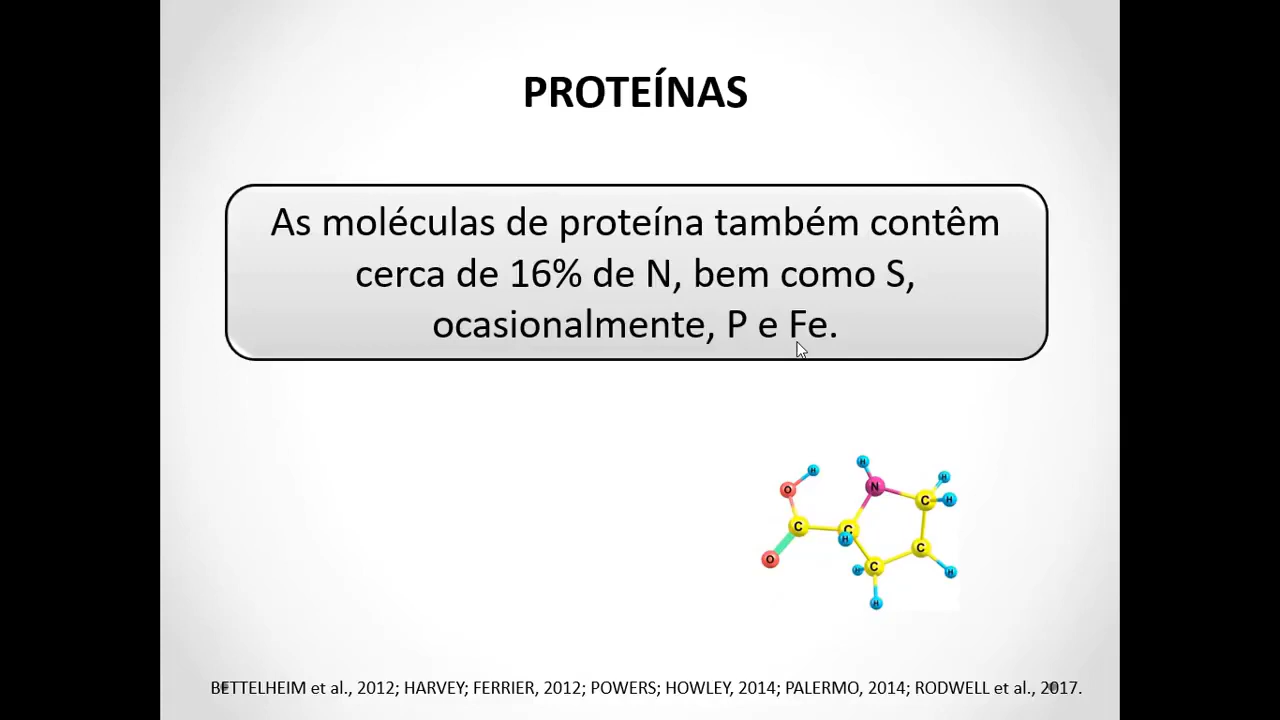 PROTEÍNAS
As moléculas de proteína também contêm
cerca de 16% de N, bem como S,
ocasionalmente, P e Fe.
H
H
O
N
H
C
H
C
C
H
C
O
C
H
H
H
BETTELHEIM et al., 2012; HARVEY; FERRIER, 2012; POWERS; HOWLEY, 2014; PALERMO, 2014; RODWELL et al., 2017.